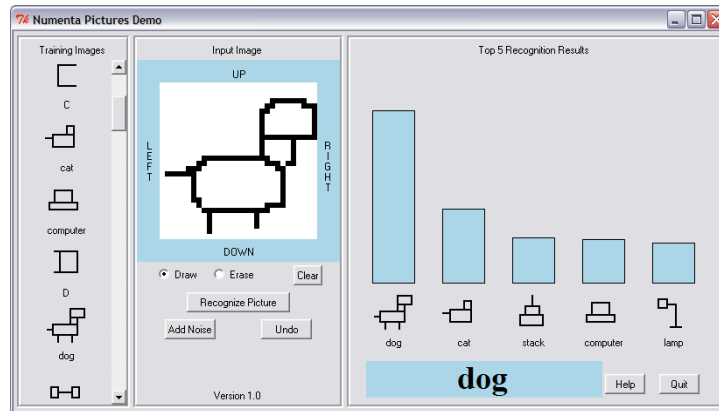 Numenta Pictures Demo
Training Images
C
cat
computer
D
dog
Input Image
UP
LEFT
RIGHT
DOWN
Draw Erase Clear
Recognize Picture
Add Noise Undo
Version 1.0
Top 5 Recognition Results
dog cat stack computer lamp
dog Help Quit